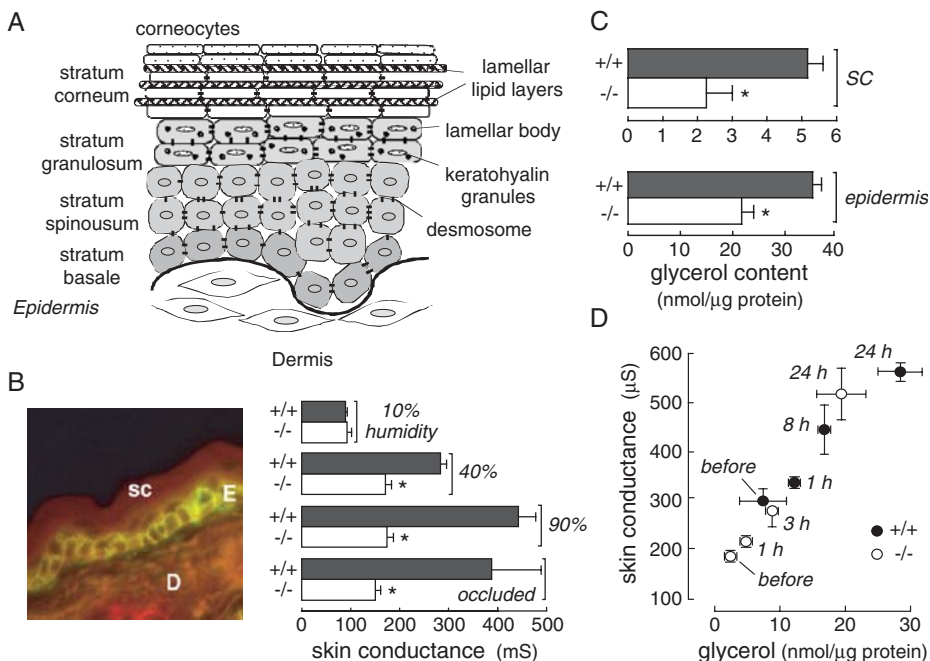 A
corneocytes
stratum
corneum
lamellar
lipid layers
stratum
granulosum
lamellar body
keratohyalin
granules
stratum
spinousum
desmosome
stratum
basale
Epidermis
Dermis
B
sc
E
D
+/+
-/-
10%
humidity
+/+
-/-
*
40%
+/+
-/-
*
90%
+/+
-/-
*
occluded
0 100 200 300 400 500
skin conductance (mS)
C
+/+
-/-
*
SC
0 1 2 3 4 5 6
+/+
-/-
*
epidermis
0 10 20 30 40
glycerol content
(nmol/μg protein)
D
600
500
400
300
200
100
skin conductance (μS)
24 h
24 h
8 h
before
1 h
3 h
1 h
before
+/+
-/-
0 10 20 30
glycerol (nmol/μg protein)